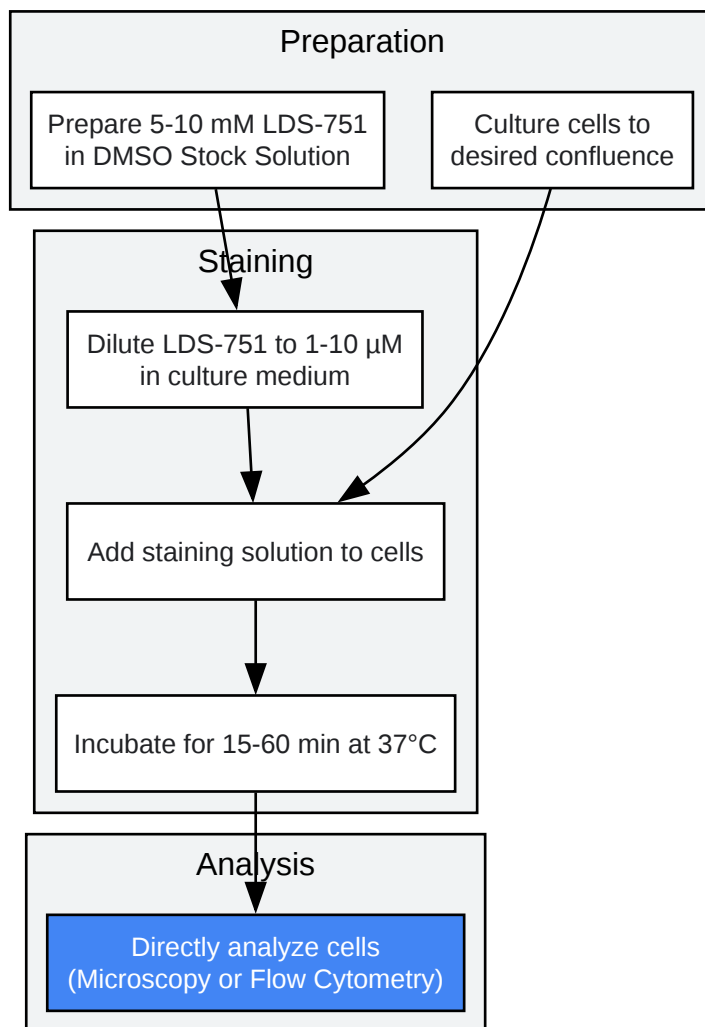 Preparation
Prepare 5-10 mM LDS-751
in DMSO Stock Solution
Culture cells to
desired confluence
Staining
Dilute LDS-751 to 1-10 µM
in culture medium
Add staining solution to cells
Incubate for 15-60 min at 37°C
Analysis
Directly analyze cells
(Microscopy or Flow Cytometry)